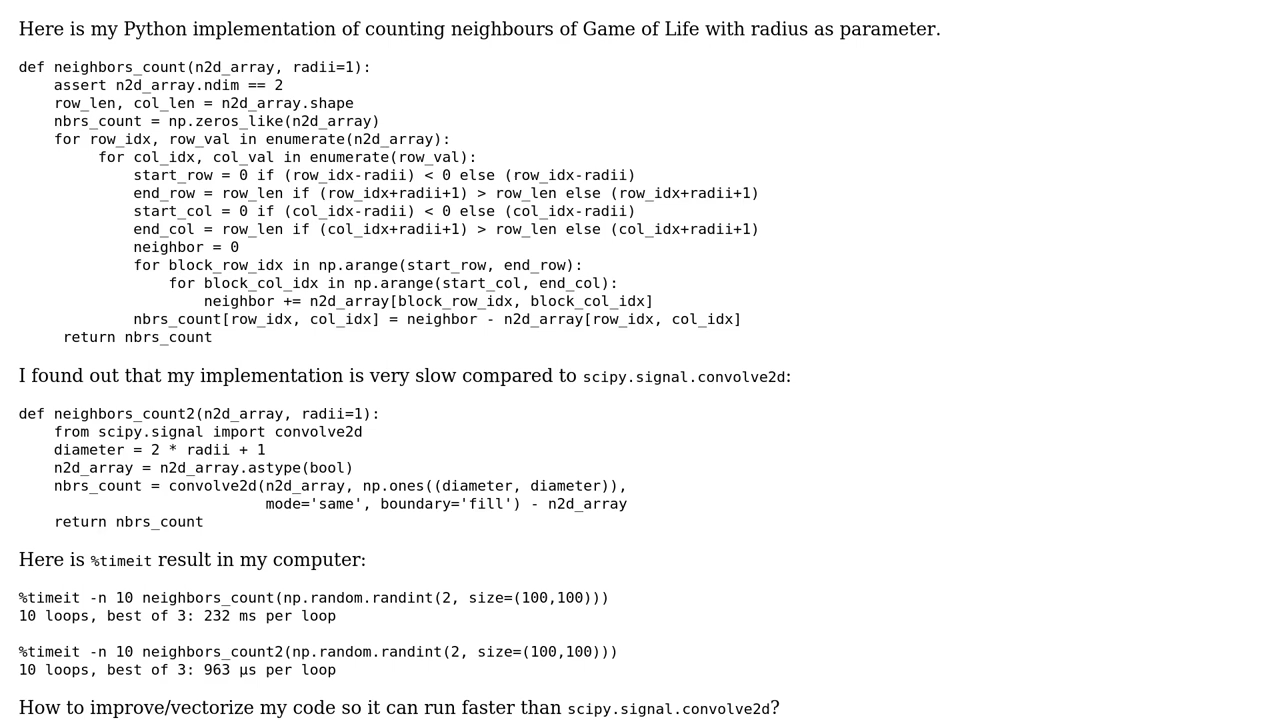 Here is my Python implementation of counting neighbours of Game of Life with radius as parameter.
def neighbors_count(n2d_array, radii=1):
    assert n2d_array.ndim == 2
    row_len, col_len = n2d_array.shape
    nbrs_count = np.zeros_like(n2d_array)
    for row_idx, row_val in enumerate(n2d_array):
         for col_idx, col_val in enumerate(row_val):
             start_row = 0 if (row_idx-radii) < 0 else (row_idx-radii)
             end_row = row_len if (row_idx+radii+1) > row_len else (row_idx+radii+1)
             start_col = 0 if (col_idx-radii) < 0 else (col_idx-radii)
             end_col = row_len if (col_idx+radii+1) > row_len else (col_idx+radii+1)
             neighbor = 0
             for block_row_idx in np.arange(start_row, end_row):
                 for block_col_idx in np.arange(start_col, end_col):
                     neighbor += n2d_array[block_row_idx, block_col_idx]
             nbrs_count[row_idx, col_idx] = neighbor - n2d_array[row_idx, col_idx]
     return nbrs_count
I found out that my implementation is very slow compared to scipy.signal.convolve2d:
def neighbors_count2(n2d_array, radii=1):
    from scipy.signal import convolve2d
    diameter = 2 * radii + 1
    n2d_array = n2d_array.astype(bool)
    nbrs_count = convolve2d(n2d_array, np.ones((diameter, diameter)),
                            mode='same', boundary='fill') - n2d_array
    return nbrs_count
Here is %timeit result in my computer:
%timeit -n 10 neighbors_count(np.random.randint(2, size=(100,100)))
10 loops, best of 3: 232 ms per loop
%timeit -n 10 neighbors_count2(np.random.randint(2, size=(100,100)))
10 loops, best of 3: 963 µs per loop
How to improve/vectorize my code so it can run faster than scipy.signal.convolve2d?